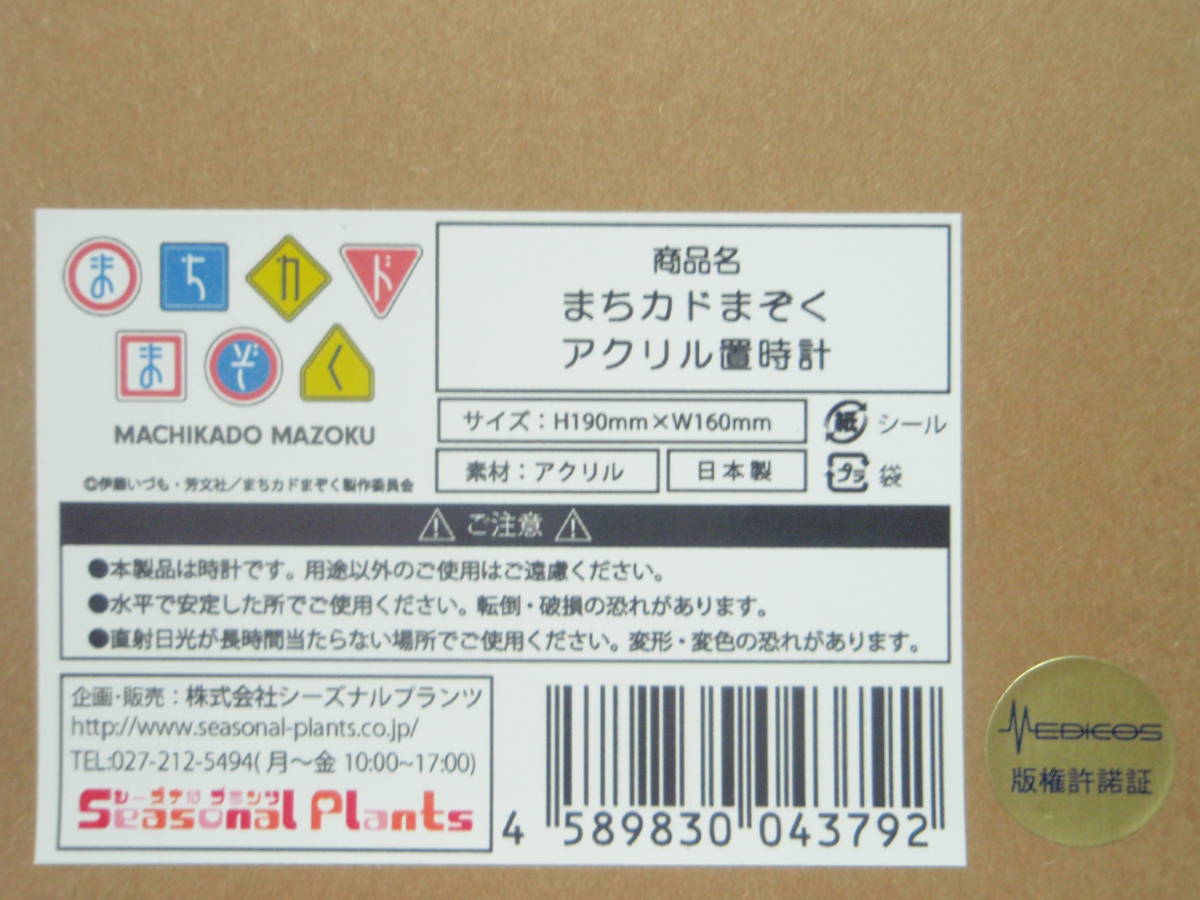 まちカド
まぞく
MACHIKADO MAZOKU
©伊藤いづも・芳文社／まちカドまぞく製作委員会
商品名
まちカドまぞく
アクリル置時計
サイズ：H190mm×W160mm
素材：アクリル
日本製
紙 シール
プラ 袋
ご注意
●本製品は時計です。用途以外のご使用はご遠慮ください。
●水平で安定した所でご使用ください。転倒・破損の恐れがあります。
●直射日光が長時間当たらない場所でご使用ください。変形・変色の恐れがあります。
企画・販売：株式会社シーズナルプランツ
http://www.seasonal-plants.co.jp/
TEL:027-212-5494(月〜金 10:00~17:00)
シーズナル プランツ
Seasonal Plants
4 589830 043792
MEDICOS
版権許諾証